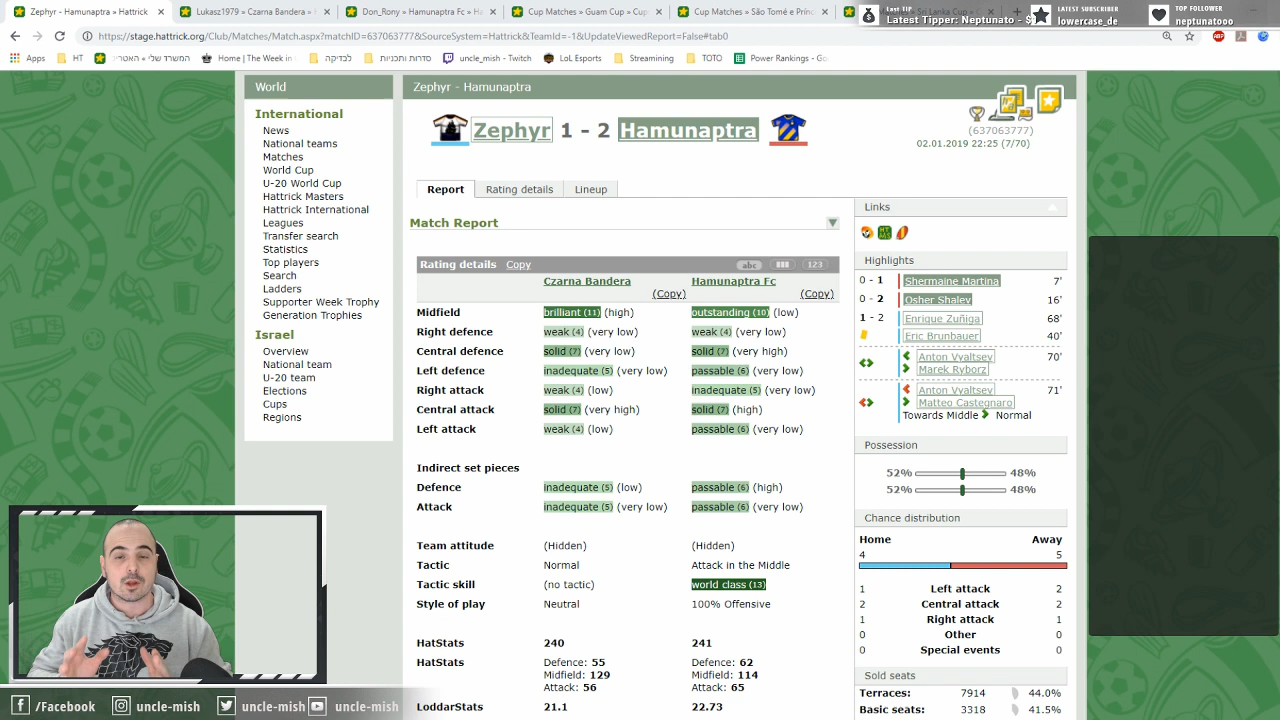 Zephyr » Hamunaptra » Hattrick
Lukasz1979 » Czarna Bandera »
Don_Rony » Hamunaptra Fc » Ha
Cup Matches » Guam Cup » Cup
Cup Matches » São Tomé e Prínc
Last Tip
Latest Tipper: Neptunato - $
LATEST SUBSCRIBER
lowercase_de
TOP FOLLOWER
neptunatooo
https://stage.hattrick.org/Club/Matches/Match.aspx?matchID=637063777&SourceSystem=Hattrick&TeamId=-1&UpdateViewedReport=False#tab0
Apps
HT
המשרד שלי » האטרי
Home | The Week in
סדרות ותכניות
לבדיקה
uncle_mish - Twitch
LoL Esports
Streaming
TOTO
Power Rankings - Go
World
International
News
National teams
Matches
World Cup
U-20 World Cup
Hattrick Masters
Hattrick International
Leagues
Transfer search
Statistics
Top players
Search
Ladders
Supporter Week Trophy
Generation Trophies
Israel
Overview
National team
U-20 team
Elections
Cups
Regions
Zephyr - Hamunaptra
Zephyr 1 - 2 Hamunaptra
(637063777)
02.01.2019 22:25 (7/70)
Report
Rating details
Lineup
Match Report
Rating details Copy abc 123
Czarna Bandera Hamunaptra Fc
(Copy) (Copy)
Midfield brilliant (11) (high) outstanding (10) (low)
Right defence weak (4) (very low) weak (4) (very low)
Central defence solid (7) (very low) solid (7) (very high)
Left defence inadequate (5) (very low) passable (6) (very low)
Right attack weak (4) (low) inadequate (5) (very low)
Central attack solid (7) (very high) solid (7) (high)
Left attack weak (4) (low) passable (6) (very low)
Indirect set pieces
Defence inadequate (5) (low) passable (6) (high)
Attack inadequate (5) (very low) passable (6) (very low)
Team attitude (Hidden) (Hidden)
Tactic Normal Attack in the Middle
Tactic skill (no tactic) world class (13)
Style of play Neutral 100% Offensive
HatStats 240 241
HatStats Defence: 55 Defence: 62
Midfield: 129 Midfield: 114
Attack: 56 Attack: 65
LoddarStats 21.1 22.73
Links
Highlights
0 - 1 Shermaine Martina 7'
0 - 2 Osher Shalev 16'
1 - 2 Enrique Zuñiga 68'
Eric Brunbauer 40'
Anton Vyaltsev 70'
Marek Ryborz
Anton Vyaltsev 71'
Matteo Castegnaro
Towards Middle Normal
Possession
52% 48%
52% 48%
Chance distribution
Home Away
4 5
1 Left attack 2
2 Central attack 2
1 Right attack 1
0 Other 0
0 Special events 0
Sold seats
Terraces: 7914 44.0%
Basic seats: 3318 41.5%
/Facebook
uncle-mish
uncle-mish
uncle-mish